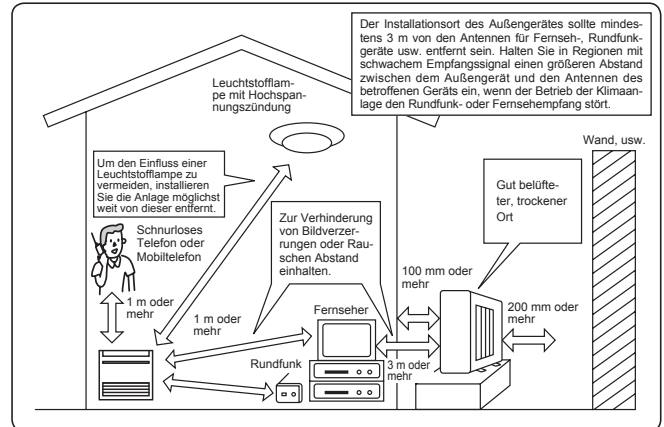 Der Installationsort des Außengerätes sollte mindes-
tens 3 m von den Antennen für Fernseh-, Rundfunk-
geräte usw. entfernt sein. Halten Sie in Regionen mit
schwachem Empfangssignal einen größeren Abstand
zwischen dem Außengerät und den Antennen des
betroffenen Geräts ein, wenn der Betrieb der Klimaan-
lage den Rundfunk- oder Fernsehempfang stört.
Leuchtstofflam-
pe mit Hochspan-
nungszündung
Wand, usw.
Um den Einfluss einer
Leuchtstofflampe zu
vermeiden, installieren
Sie die Anlage möglichst
weit von dieser entfernt.
Gut belüfte-
ter, trockener
Ort
Zur Verhinderung
von Bildverzer-
rungen oder Rau-
schen Abstand
einhalten.
Schnurloses
Telefon oder
Mobiltelefon
100 mm oder
mehr
1 m oder
mehr
1 m oder
mehr
Fernseher
200 mm oder
mehr
Rundfunk
3 m oder
mehr